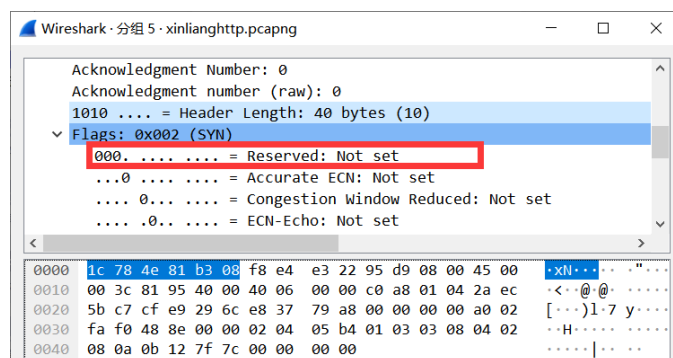 Wireshark · 分组 5 · xinlianghttp.pcapng
Acknowledgment Number: 0
Acknowledgment number (raw): 0
1010 .... = Header Length: 40 bytes (10)
Flags: 0x002 (SYN)
000. .... .... = Reserved: Not set
...0 .... .... = Accurate ECN: Not set
.... 0... .... = Congestion Window Reduced: Not set
.... .0.. .... = ECN-Echo: Not set
0000 1c 78 4e 81 b3 08 f8 e4 e3 22 95 d9 08 00 45 00 ·xN····· ·"····
0010 00 3c 81 95 40 00 40 06 00 00 c0 a8 01 04 2a ec ·<··@·@· ······
0020 5b c7 cf e9 29 6c e8 37 79 a8 00 00 00 00 a0 02 [···)l·7 y·····
0030 fa f0 48 8e 00 00 02 04 05 b4 01 03 03 08 04 02 ··H····· ······
0040 08 0a 0b 12 7f 7c 00 00 00 00 ·····|·· ··